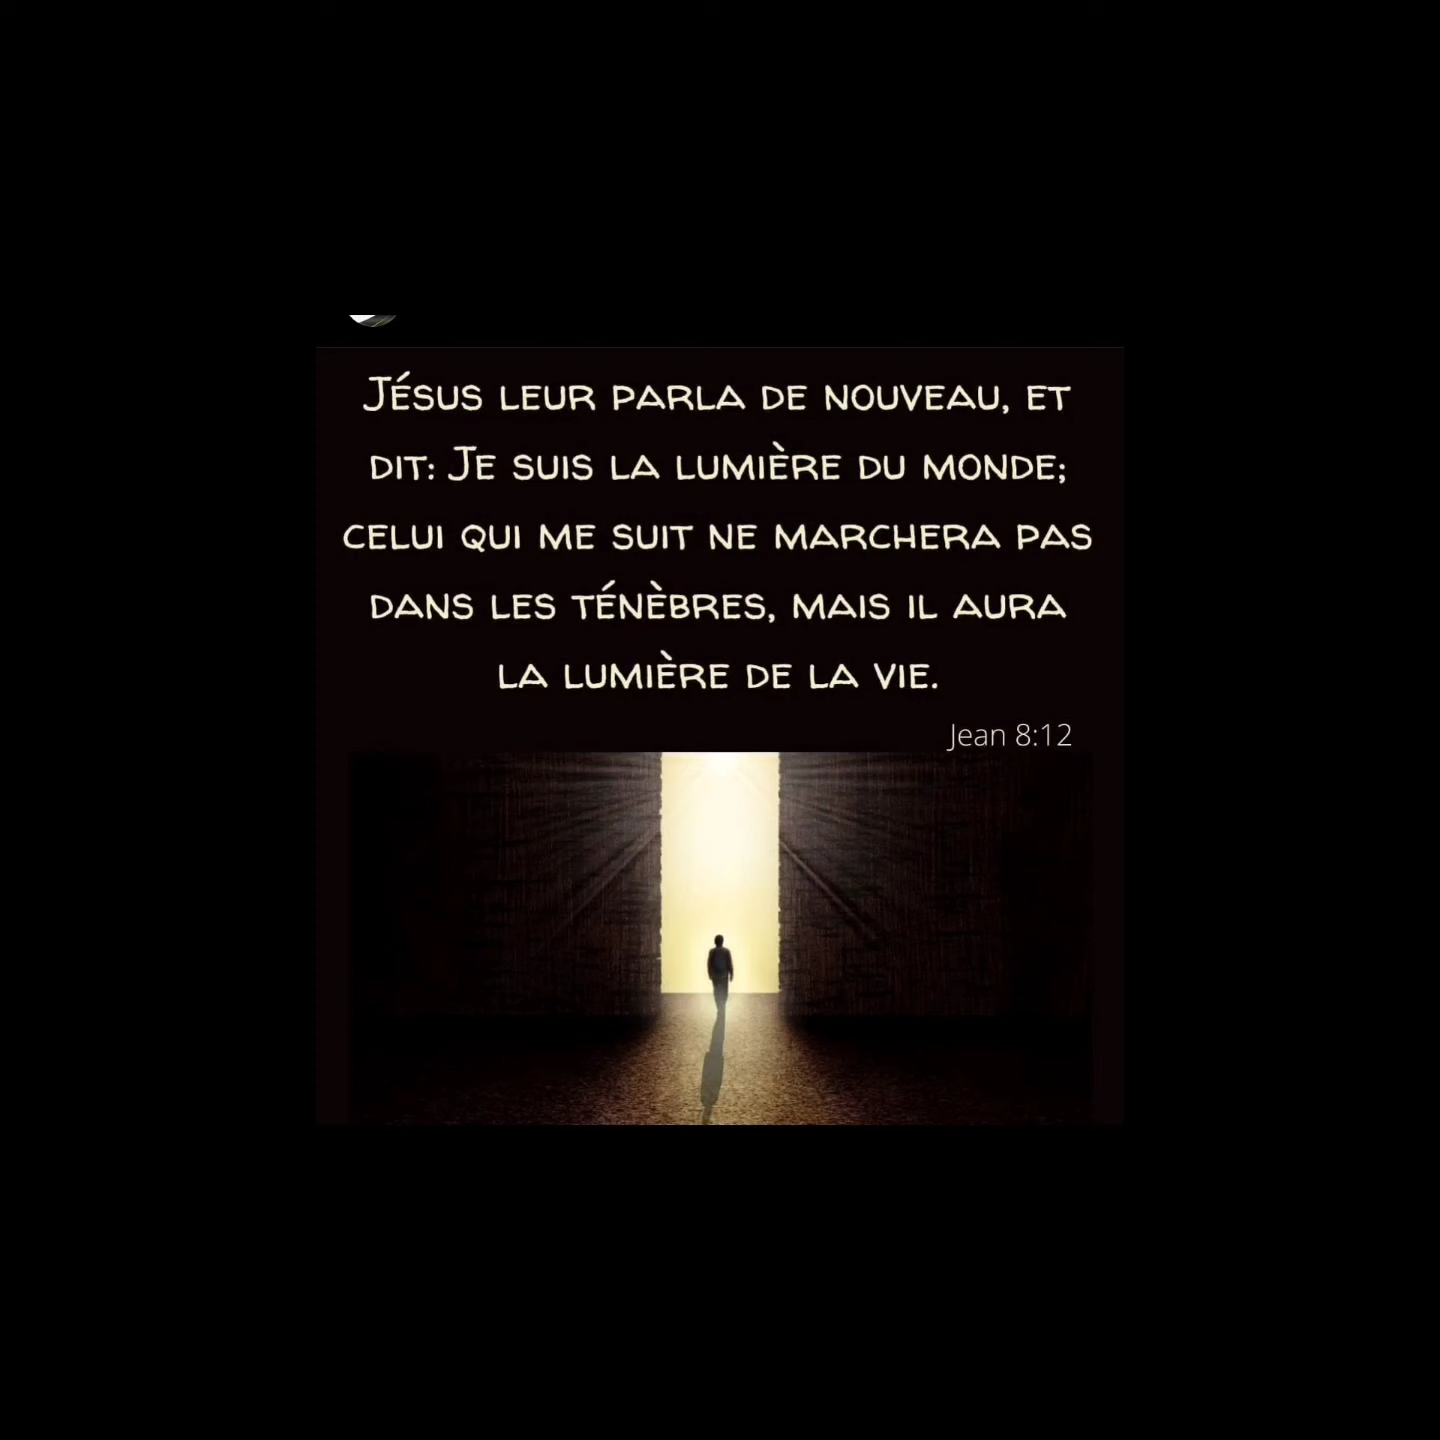 Jésus leur parla de nouveau, et
dit: Je suis la lumière du monde;
celui qui me suit ne marchera pas
dans les ténèbres, mais il aura
la lumière de la vie.
Jean 8:12